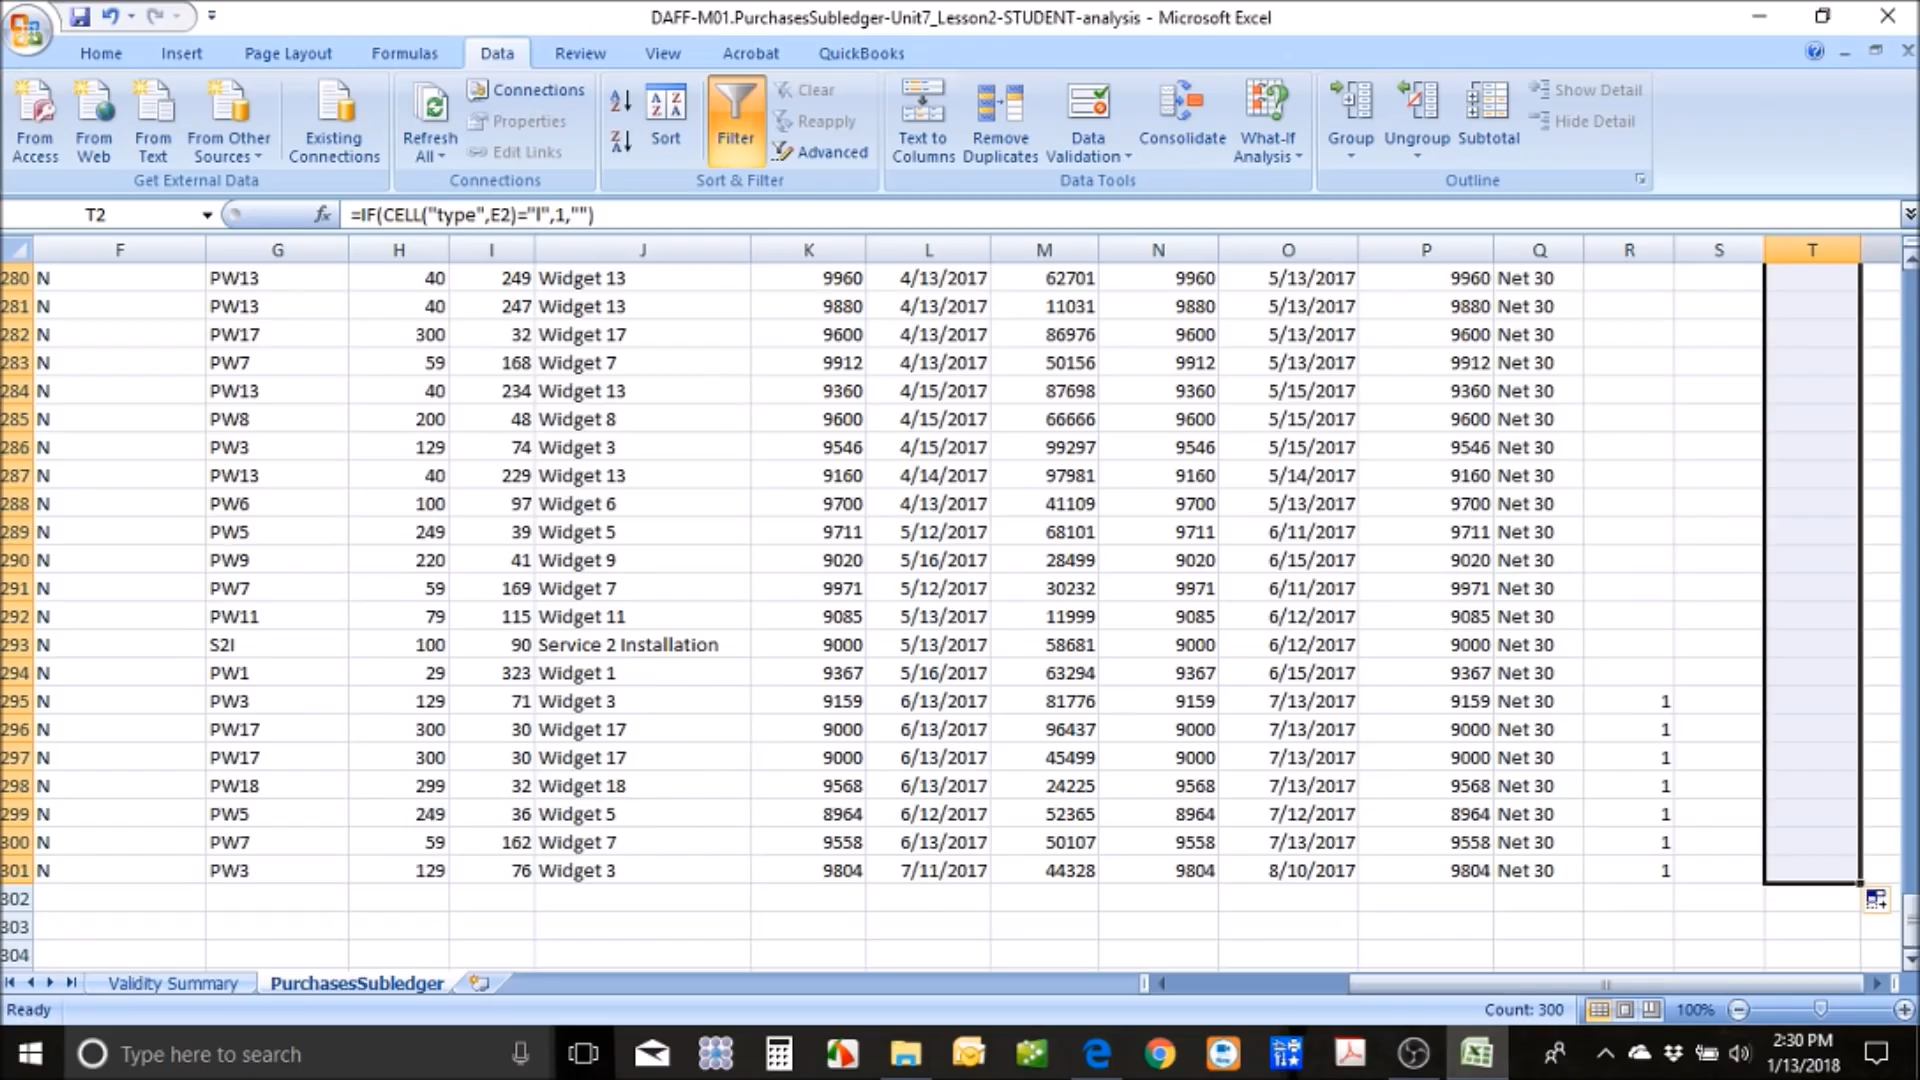 DAFF-M01.PurchasesSubledger-Unit7_Lesson2-STUDENT-analysis - Microsoft Excel
Home Insert Page Layout Formulas Data Review View Acrobat QuickBooks
From Access From Web From Text From Other Sources Existing Connections Refresh All Connections Properties Edit Links Sort Filter Clear Reapply Advanced Text to Columns Remove Duplicates Data Validation Consolidate What-If Analysis Group Ungroup Subtotal Show Detail Hide Detail
Get External Data Connections Sort & Filter Data Tools Outline
T2 fx =IF(CELL("type",E2)="l",1,"")
F G H I J K L M N O P Q R S T
280 N PW13 40 249 Widget 13 9960 4/13/2017 62701 9960 5/13/2017 9960 Net 30
281 N PW13 40 247 Widget 13 9880 4/13/2017 11031 9880 5/13/2017 9880 Net 30
282 N PW17 300 32 Widget 17 9600 4/13/2017 86976 9600 5/13/2017 9600 Net 30
283 N PW7 59 168 Widget 7 9912 4/13/2017 50156 9912 5/13/2017 9912 Net 30
284 N PW13 40 234 Widget 13 9360 4/15/2017 87698 9360 5/15/2017 9360 Net 30
285 N PW8 200 48 Widget 8 9600 4/15/2017 66666 9600 5/15/2017 9600 Net 30
286 N PW3 129 74 Widget 3 9546 4/15/2017 99297 9546 5/15/2017 9546 Net 30
287 N PW13 40 229 Widget 13 9160 4/14/2017 97981 9160 5/14/2017 9160 Net 30
288 N PW6 100 97 Widget 6 9700 4/13/2017 41109 9700 5/13/2017 9700 Net 30
289 N PW5 249 39 Widget 5 9711 5/12/2017 68101 9711 6/11/2017 9711 Net 30
290 N PW9 220 41 Widget 9 9020 5/16/2017 28499 9020 6/15/2017 9020 Net 30
291 N PW7 59 169 Widget 7 9971 5/12/2017 30232 9971 6/11/2017 9971 Net 30
292 N PW11 79 115 Widget 11 9085 5/13/2017 11999 9085 6/12/2017 9085 Net 30
293 N S2I 100 90 Service 2 Installation 9000 5/13/2017 58681 9000 6/12/2017 9000 Net 30
294 N PW1 29 323 Widget 1 9367 5/16/2017 63294 9367 6/15/2017 9367 Net 30
295 N PW3 129 71 Widget 3 9159 6/13/2017 81776 9159 7/13/2017 9159 Net 30 1
296 N PW17 300 30 Widget 17 9000 6/13/2017 96437 9000 7/13/2017 9000 Net 30 1
297 N PW17 300 30 Widget 17 9000 6/13/2017 45499 9000 7/13/2017 9000 Net 30 1
298 N PW18 299 32 Widget 18 9568 6/13/2017 24225 9568 7/13/2017 9568 Net 30 1
299 N PW5 249 36 Widget 5 8964 6/12/2017 52365 8964 7/12/2017 8964 Net 30 1
300 N PW7 59 162 Widget 7 9558 6/13/2017 50107 9558 7/13/2017 9558 Net 30 1
301 N PW3 129 76 Widget 3 9804 7/11/2017 44328 9804 8/10/2017 9804 Net 30 1
302
303
304
Validity Summary PurchasesSubledger
Ready Count: 300 100%
Type here to search 2:30 PM
1/13/2018